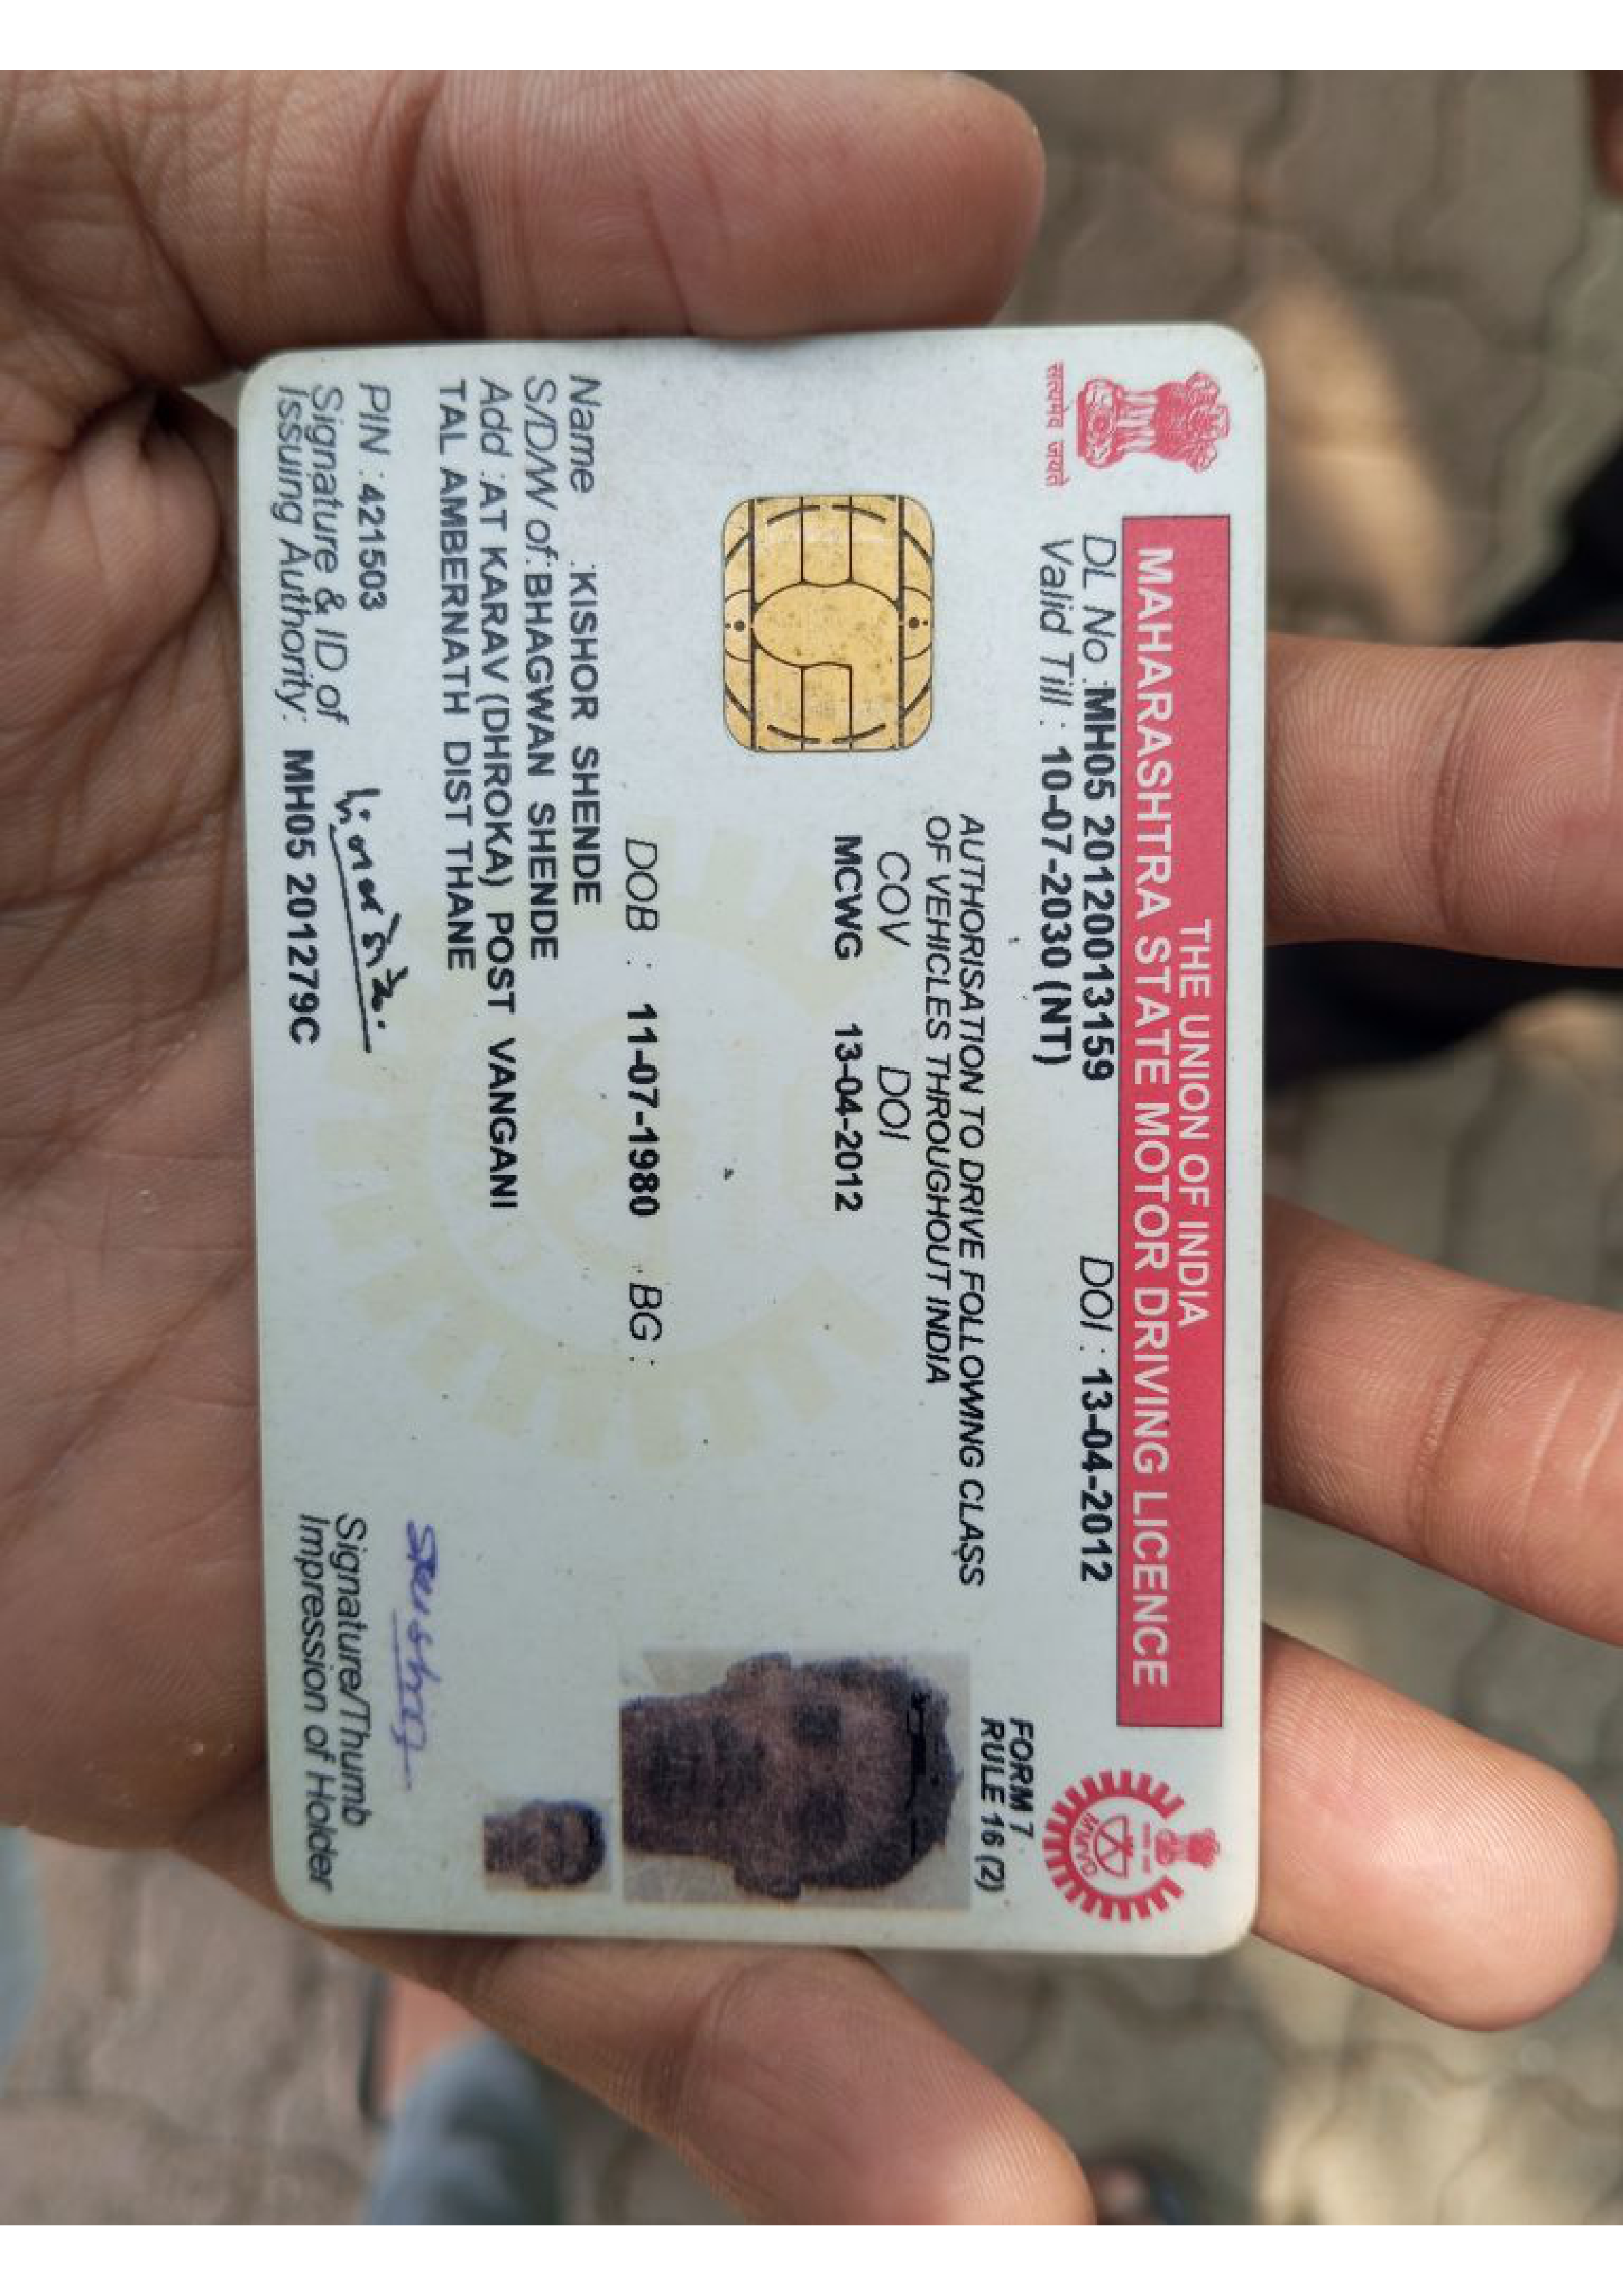 THE UNION OF INDIA
MAHARASHTRA STATE MOTOR DRIVING LICENCE
सत्यमेव जयते
DL No : MH05 20120013159 DOI : 13-04-2012
Valid Till : 10-07-2030 (NT)
FORM 7
RULE 16 (2)
AUTHORISATION TO DRIVE FOLLOWING CLASS
OF VEHICLES THROUGHOUT INDIA
COV DOI
MCWG 13-04-2012
DOB : 11-07-1980 BG :
Name : KISHOR SHENDE
S/D/W of : BHAGWAN SHENDE
Add : AT KARAV (DHROKA) POST VANGANI
TAL AMBERNATH DIST THANE
PIN : 421503
Signature & ID of
Issuing Authority: MH05 2012179C
Signature/Thumb
Impression of Holder